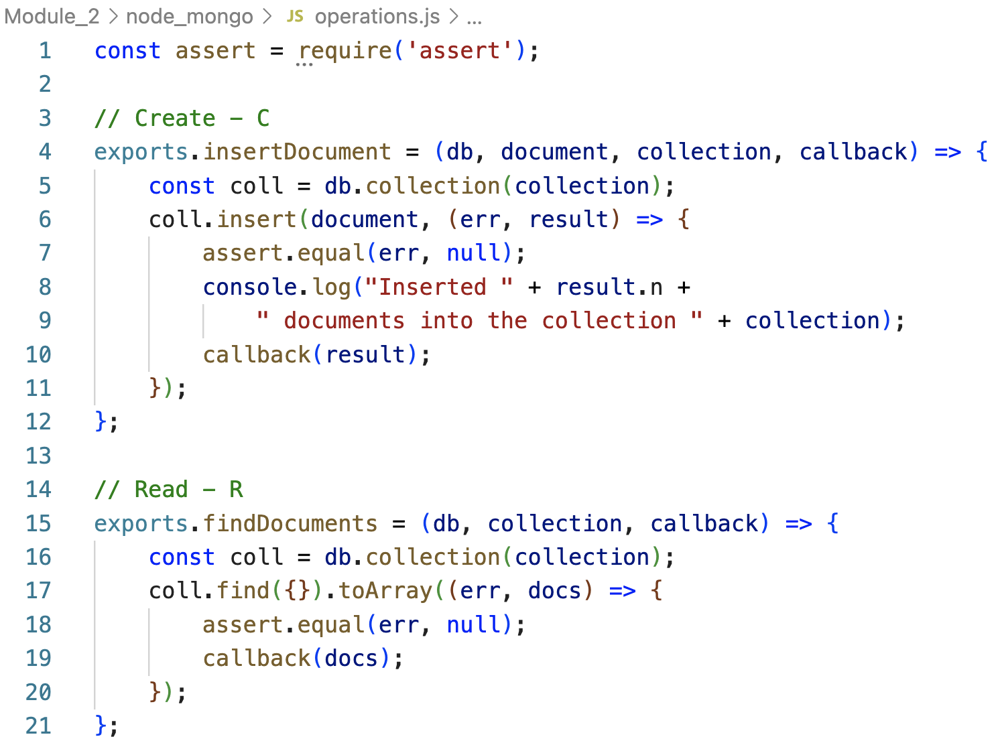 Module_2 > node_mongo > JS operations.js > ...
1 const assert = require('assert');
2
3 // Create - C
4 exports.insertDocument = (db, document, collection, callback) => {
5     const coll = db.collection(collection);
6     coll.insert(document, (err, result) => {
7         assert.equal(err, null);
8         console.log("Inserted " + result.n +
9             " documents into the collection " + collection);
10         callback(result);
11     });
12 };
13
14 // Read - R
15 exports.findDocuments = (db, collection, callback) => {
16     const coll = db.collection(collection);
17     coll.find({}).toArray((err, docs) => {
18         assert.equal(err, null);
19         callback(docs);
20     });
21 };